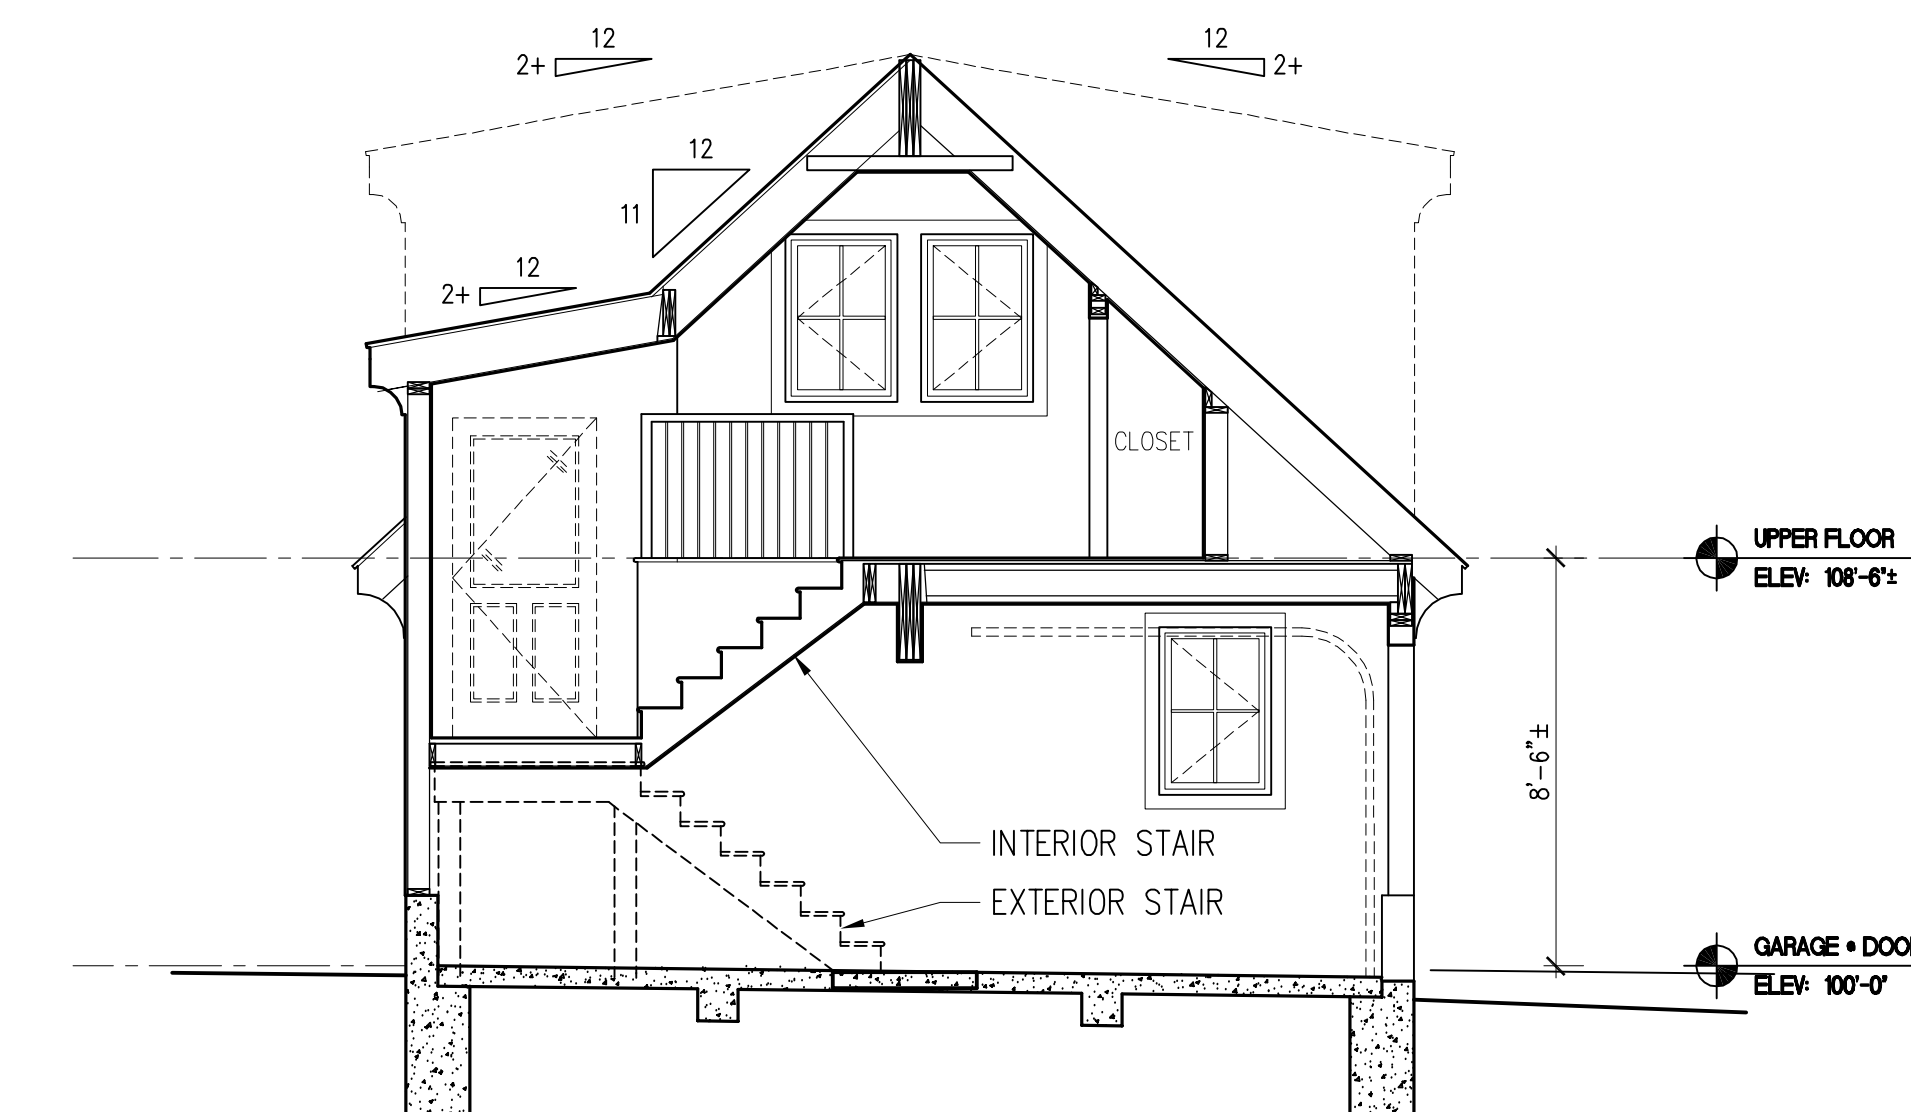 12
2+
12
2+
12
11
12
2+
CLOSET
UPPER FLOOR
ELEV: 108'-6"±
8'-6"±
INTERIOR STAIR
EXTERIOR STAIR
GARAGE @
ELEV: 100'-0"